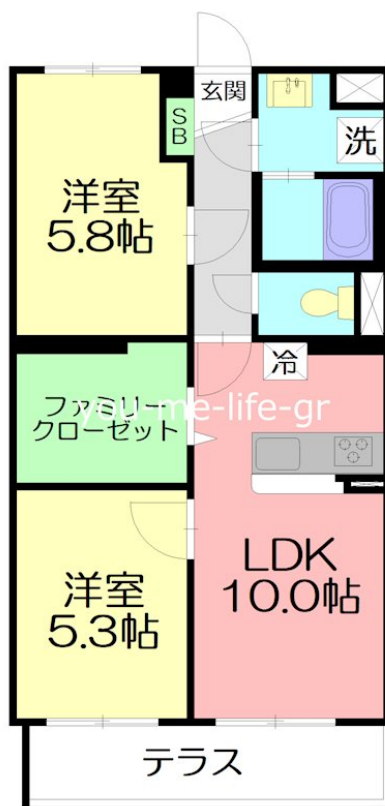 玄関
SB
洗
洋室
5.8帖
冷
ファミリー
クローゼット
you-me-life-gr
LDK
10.0帖
洋室
5.3帖
テラス